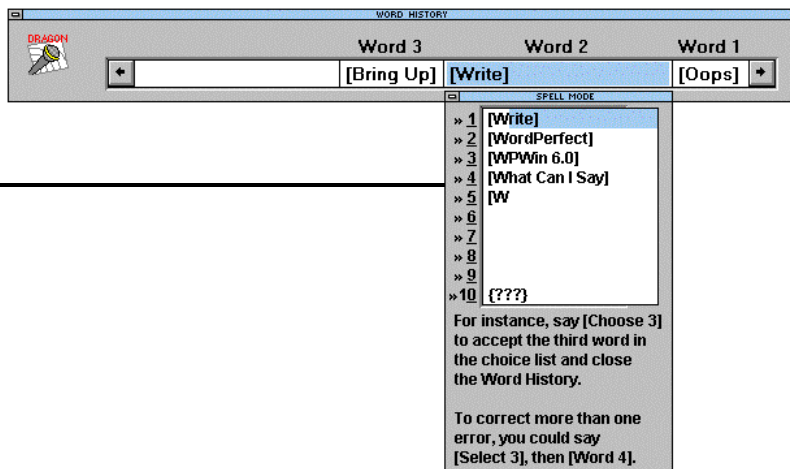 WORD HISTORY
DRAGON
Word 3 Word 2 Word 1
[Bring Up] [Write] [Oops]
SPELL MODE
» 1 [Write]
» 2 [WordPerfect]
» 3 [WPWin 6.0]
» 4 [What Can I Say]
» 5 [W
» 6
» 7
» 8
» 9
»10 {???}
For instance, say [Choose 3]
to accept the third word in
the choice list and close
the Word History.
To correct more than one
error, you could say
[Select 3], then [Word 4].